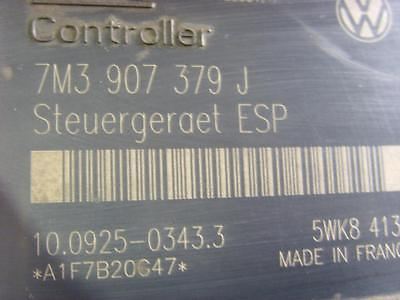 Controller
7M3 907 379 J
Steuergeraet ESP
10.0925-0343.3
5WK8 413
*A1F7B20G47*
MADE IN FRANC